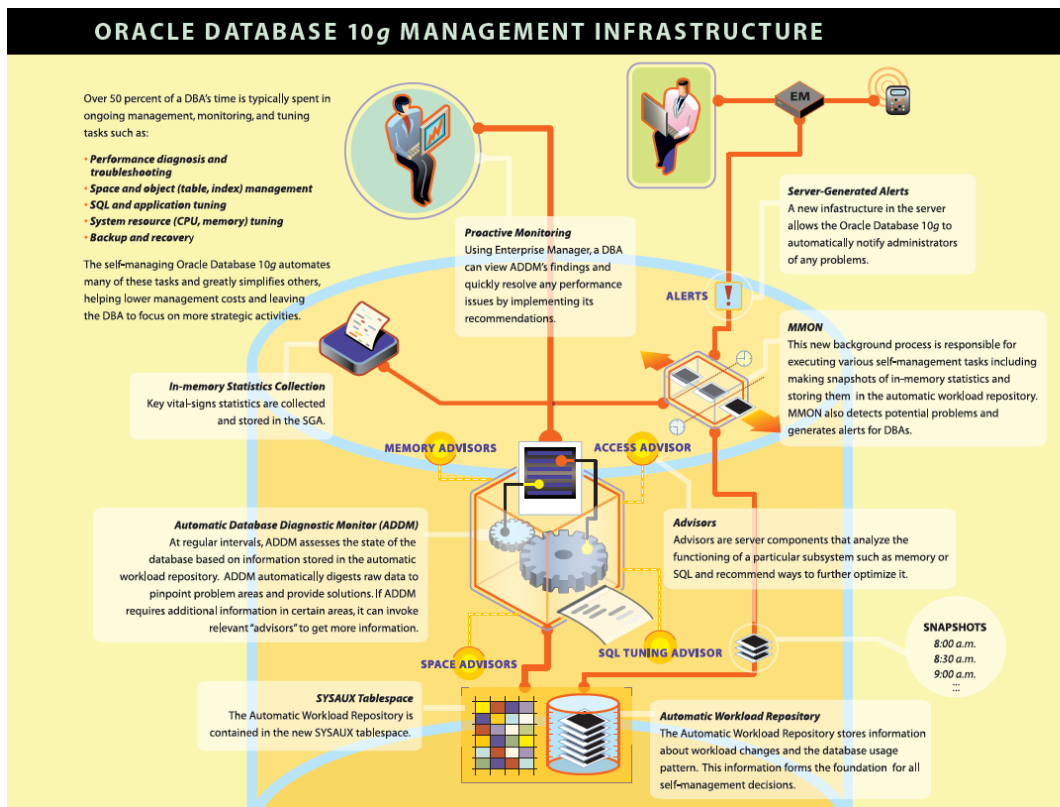 ORACLE DATABASE 10g MANAGEMENT INFRASTRUCTURE
Over 50 percent of a DBA's time is typically spent in
ongoing management, monitoring, and tuning
tasks such as:
• Performance diagnosis and
troubleshooting
• Space and object (table, index) management
• SQL and application tuning
• System resource (CPU, memory) tuning
• Backup and recovery
The self-managing Oracle Database 10g automates
many of these tasks and greatly simplifies others,
helping lower management costs and leaving
the DBA to focus on more strategic activities.
EM
Proactive Monitoring
Using Enterprise Manager, a DBA
can view ADDM's findings and
quickly resolve any performance
issues by implementing its
recommendations.
Server-Generated Alerts
A new infastructure in the server
allows the Oracle Database 10g to
automatically notify administrators
of any problems.
ALERTS
!
MMON
This new background process is responsible for
executing various self-management tasks including
making snapshots of in-memory statistics and
storing them in the automatic workload repository.
MMON also detects potential problems and
generates alerts for DBAs.
In-memory Statistics Collection
Key vital-signs statistics are collected
and stored in the SGA.
MEMORY ADVISORS
ACCESS ADVISOR
Automatic Database Diagnostic Monitor (ADDM)
At regular intervals, ADDM assesses the state of the
database based on information stored in the automatic
workload repository. ADDM automatically digests raw data to
pinpoint problem areas and provide solutions. If ADDM
requires additional information in certain areas, it can invoke
relevant "advisors" to get more information.
Advisors
Advisors are server components that analyze the
functioning of a particular subsystem such as memory or
SQL and recommend ways to further optimize it.
SPACE ADVISORS
SQL TUNING ADVISOR
SNAPSHOTS
8:00 a.m.
8:30 a.m.
9:00 a.m.
:::
SYSAUX Tablespace
The Automatic Workload Repository is
contained in the new SYSAUX tablespace.
Automatic Workload Repository
The Automatic Workload Repository stores information
about workload changes and the database usage
pattern. This information forms the foundation for all
self-management decisions.